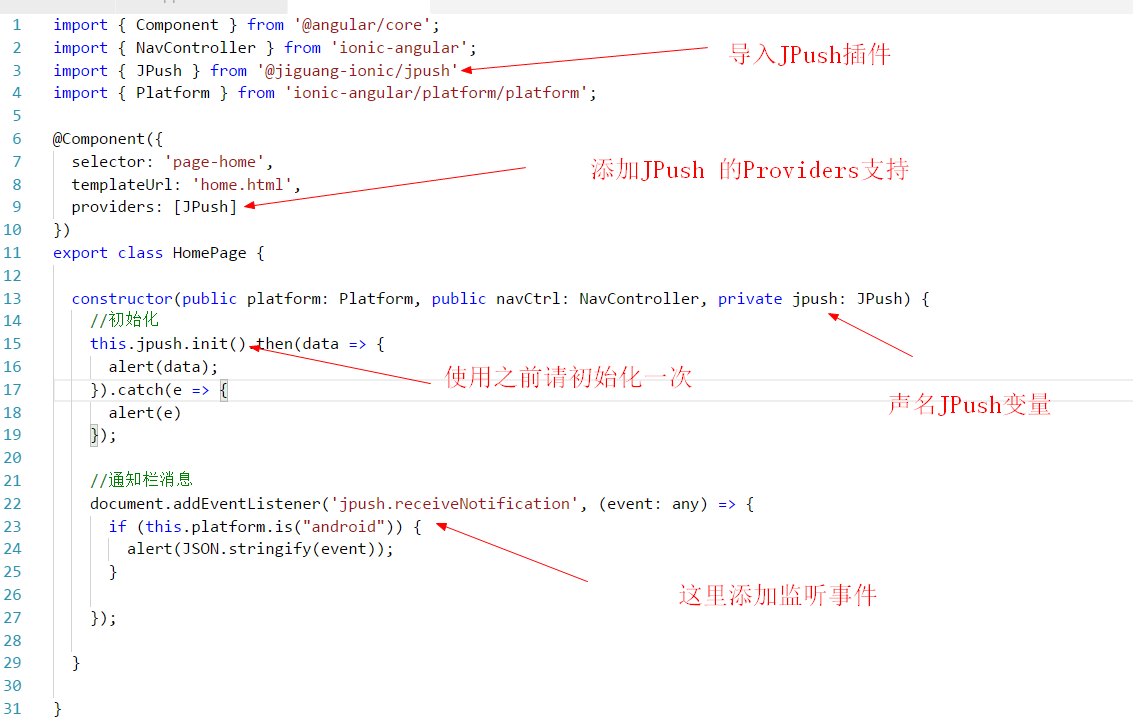 1 import { Component } from '@angular/core';
2 import { NavController } from 'ionic-angular';
3 import { JPush } from '@jiguang-ionic/jpush'
导入JPush插件
4 import { Platform } from 'ionic-angular/platform/platform';
5
6 @Component({
7 selector: 'page-home',
添加JPush 的Providers支持
8 templateUrl: 'home.html',
9 providers: [JPush]
10 })
11 export class HomePage {
12
13 constructor(public platform: Platform, public navCtrl: NavController, private jpush: JPush) {
14 //初始化
15 this.jpush.init().then(data => {
16 alert(data);
使用之前请初始化一次
17 }).catch(e => {
声名JPush变量
18 alert(e)
19 });
20
21 //通知栏消息
22 document.addEventListener('jpush.receiveNotification', (event: any) => {
23 if (this.platform.is("android")) {
24 alert(JSON.stringify(event));
25 }
这里添加监听事件
26
27 });
28
29 }
30
31 }